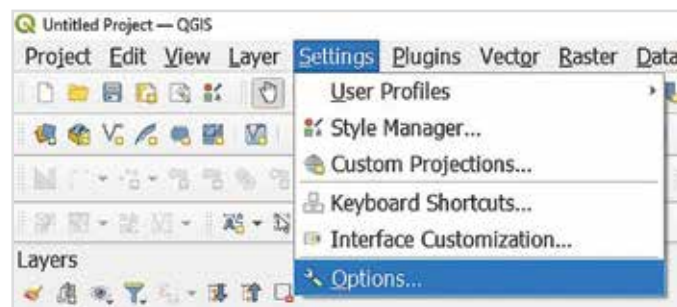 Untitled Project — QGIS
Project Edit View Layer Settings Plugins Vector Raster Data
User Profiles
Style Manager...
Custom Projections...
Keyboard Shortcuts...
Interface Customization...
Layers
Options...